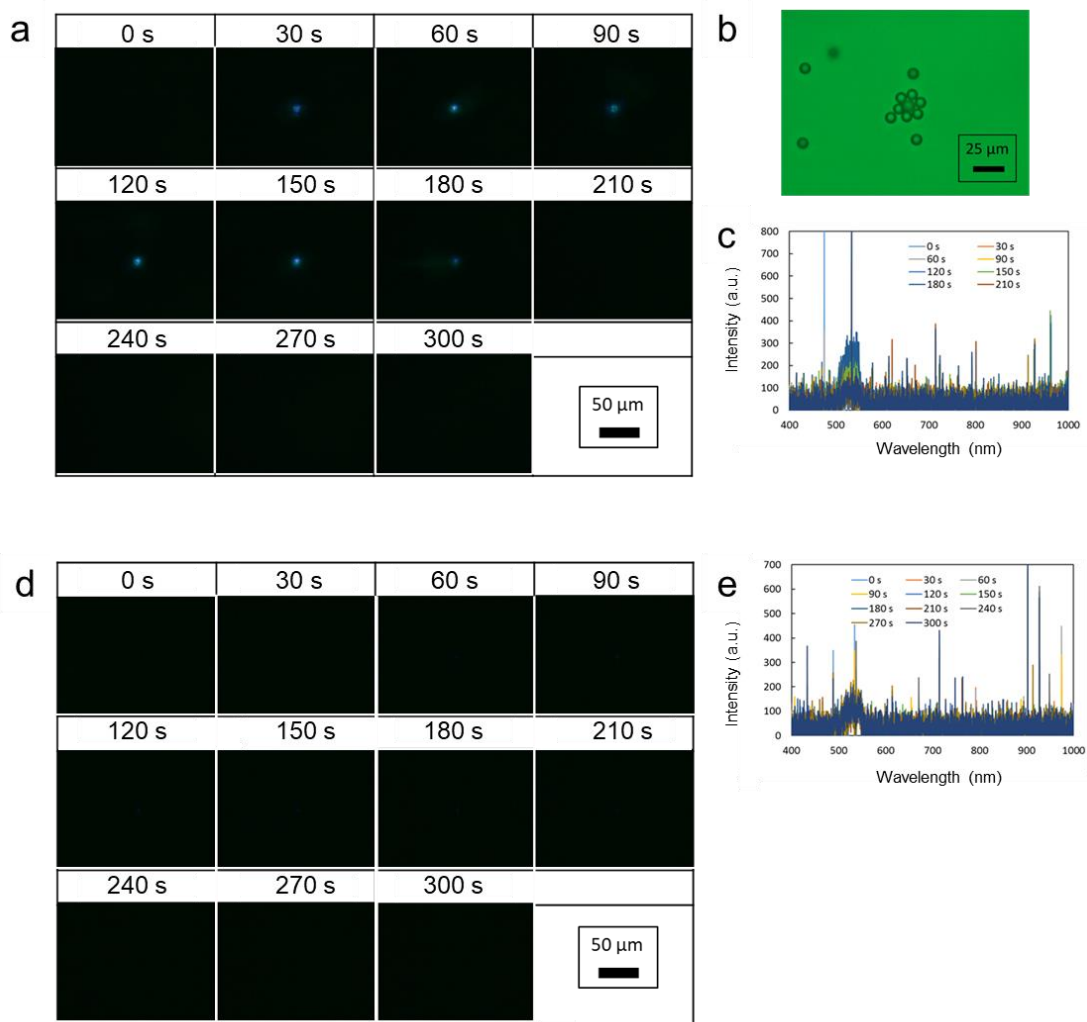 a
0 s 30 s 60 s 90 s
120 s 150 s 180 s 210 s
240 s 270 s 300 s
50 µm
b
25 µm
c
800
700
600
500
400
300
200
100
0
Intensity (a.u.)
0 s 30 s
60 s 90 s
120 s 150 s
180 s 210 s
400 500 600 700 800 900 1000
Wavelength (nm)
d
0 s 30 s 60 s 90 s
120 s 150 s 180 s 210 s
240 s 270 s 300 s
50 µm
e
700
600
500
400
300
200
100
0
Intensity (a.u.)
0 s 30 s 60 s
90 s 120 s 150 s
180 s 210 s 240 s
270 s 300 s
400 500 600 700 800 900 1000
Wavelength (nm)